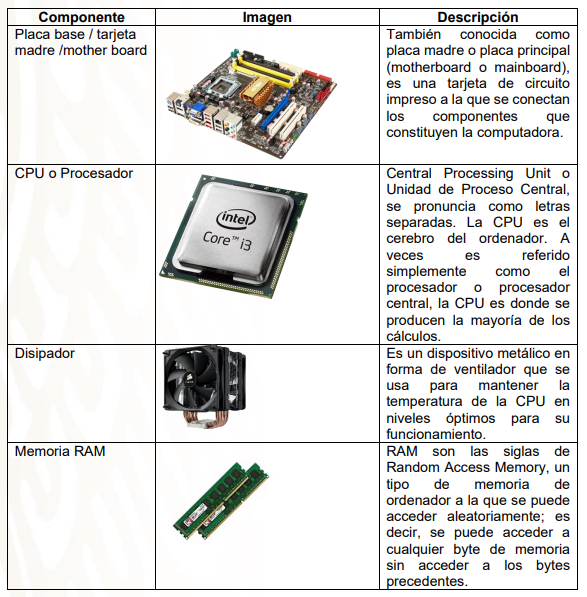 Componente
Imagen
Descripción
Placa base / tarjeta
madre /mother board
También conocida como
placa madre o placa principal
(motherboard o mainboard),
es una tarjeta de circuito
impreso a la que se conectan
los componentes que
constituyen la computadora.
CPU o Procesador
intel
Core™ i3
Central Processing Unit o
Unidad de Proceso Central,
se pronuncia como letras
separadas. La CPU es el
cerebro del ordenador. A
veces es referido
simplemente como el
procesador o procesador
central, la CPU es donde se
producen la mayoría de los
cálculos.
Disipador
Es un dispositivo metálico en
forma de ventilador que se
usa para mantener la
temperatura de la CPU en
niveles óptimos para su
funcionamiento.
Memoria RAM
RAM son las siglas de
Random Access Memory, un
tipo de memoria de
ordenador a la que se puede
acceder aleatoriamente; es
decir, se puede acceder a
cualquier byte de memoria
sin acceder a los bytes
precedentes.